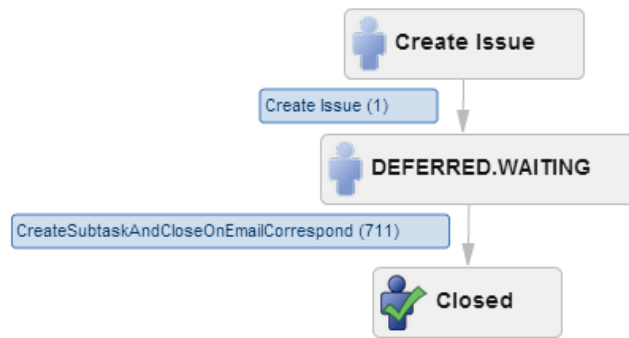 Create Issue
Create Issue (1)
DEFERRED.WAITING
CreateSubtaskAndCloseOnEmailCorrespond (711)
Closed